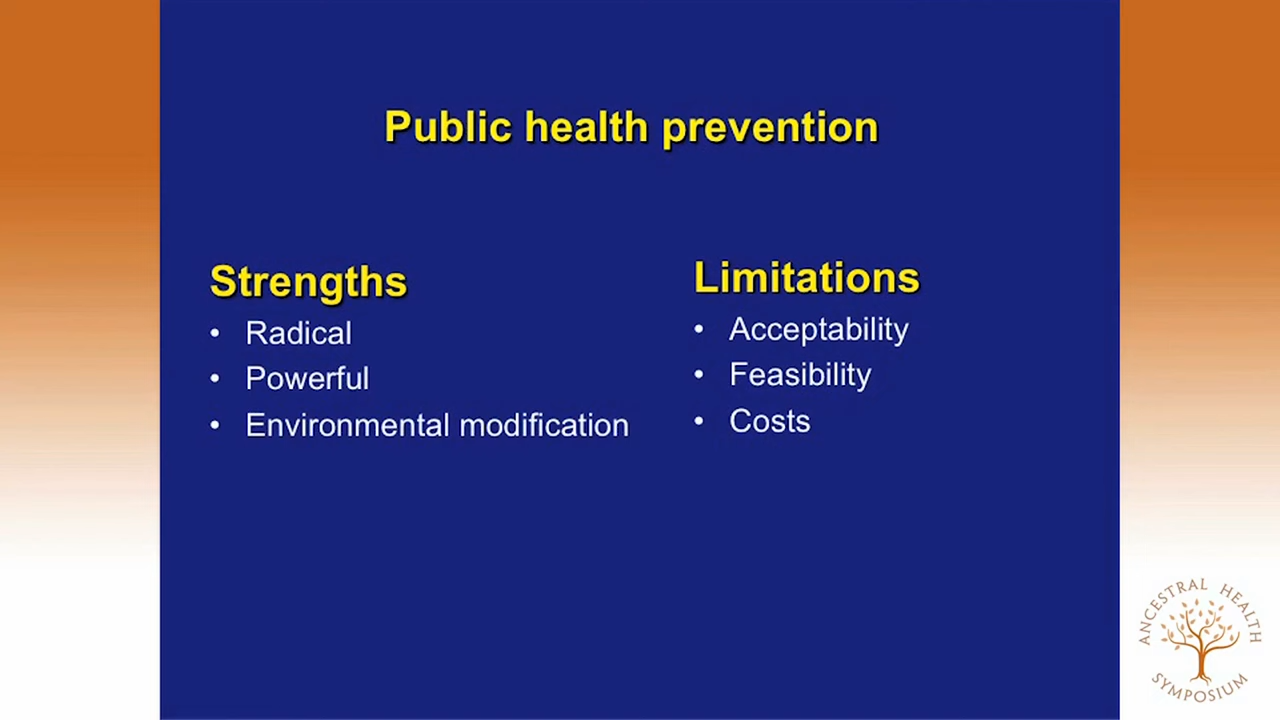 Public health prevention
Strengths
• Radical
• Powerful
• Environmental modification
Limitations
• Acceptability
• Feasibility
• Costs
ANCESTRAL HEALTH
SYMPOSIUM